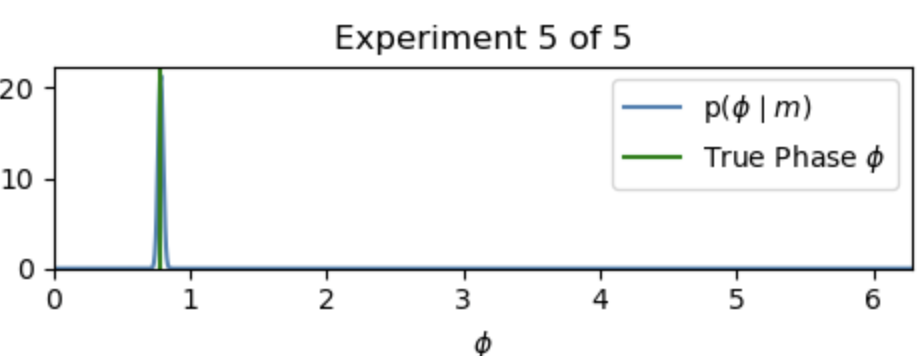 Experiment 5 of 5
20
10
0
p(ϕ | m)
True Phase ϕ
0 1 2 3 4 5 6
ϕ